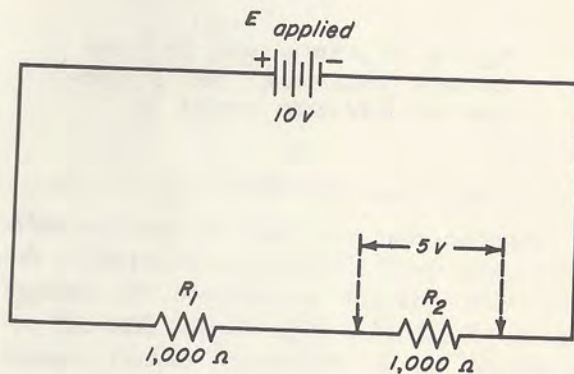 E applied
+ −
10 v
5 v
R1
R2
1,000 Ω
1,000 Ω